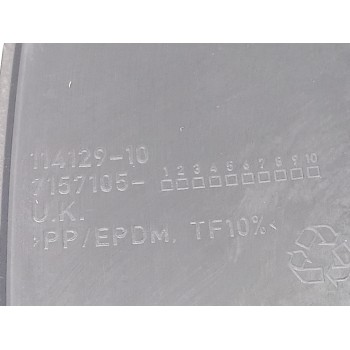 114129-10
7157105- 1 2 3 4 5 6 7 8 9 10
U.K.
>PP/EPDM, TF10%<